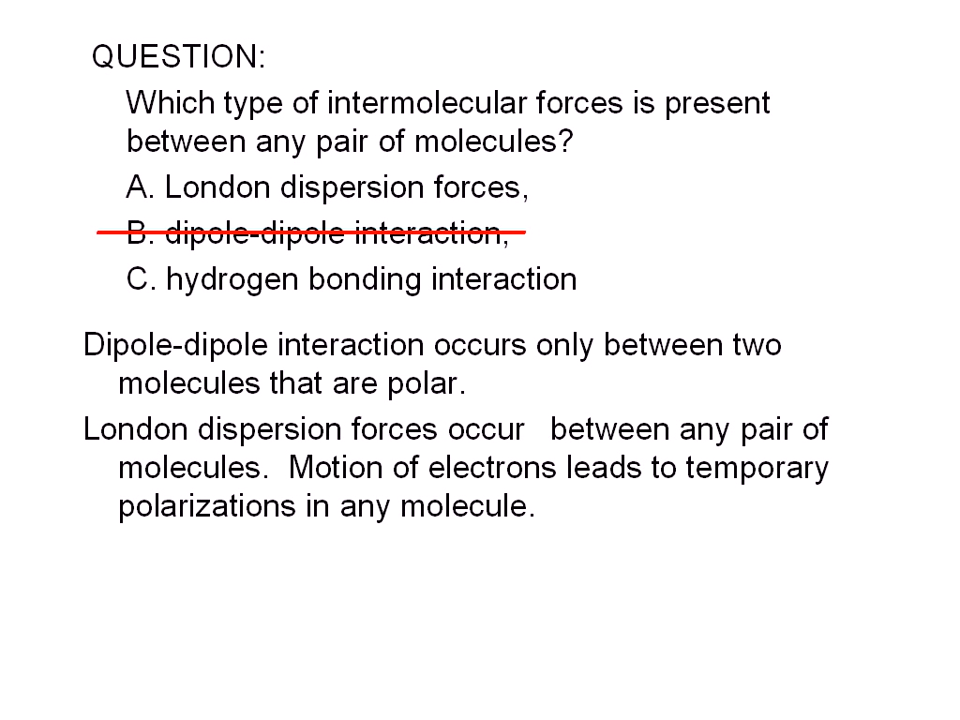 QUESTION:
Which type of intermolecular forces is present
between any pair of molecules?
A. London dispersion forces,
B. dipole-dipole interaction,
C. hydrogen bonding interaction
Dipole-dipole interaction occurs only between two
molecules that are polar.
London dispersion forces occur   between any pair of
molecules.  Motion of electrons leads to temporary
polarizations in any molecule.